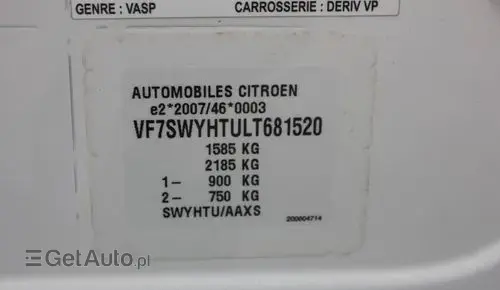 GENRE : VASP
CARROSSERIE : DERIV VP
AUTOMOBILES CITROEN
e2*2007/46*0003
VF7SWYHTULT681520
1585 KG
2185 KG
1- 900 KG
2- 750 KG
SWYHTU/AAXS
200604714
GetAuto.pl